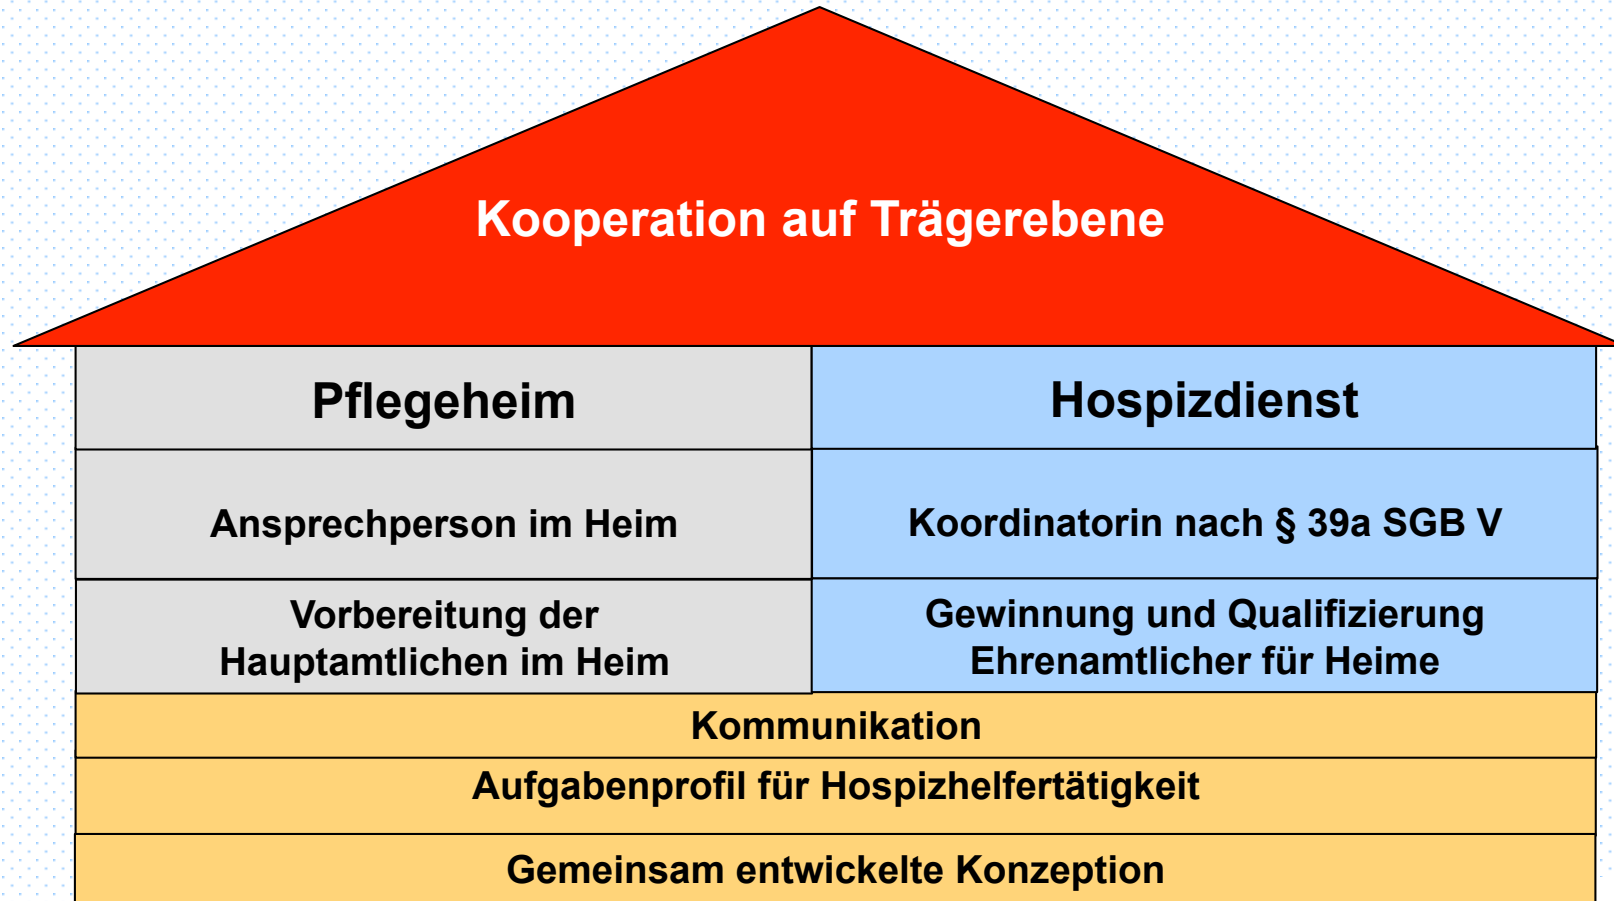 Kooperation auf Trägerebene
Pflegeheim
Hospizdienst
Ansprechperson im Heim
Koordinatorin nach § 39a SGB V
Vorbereitung der
Hauptamtlichen im Heim
Gewinnung und Qualifizierung
Ehrenamtlicher für Heime
Kommunikation
Aufgabenprofil für Hospizhelfertätigkeit
Gemeinsam entwickelte Konzeption